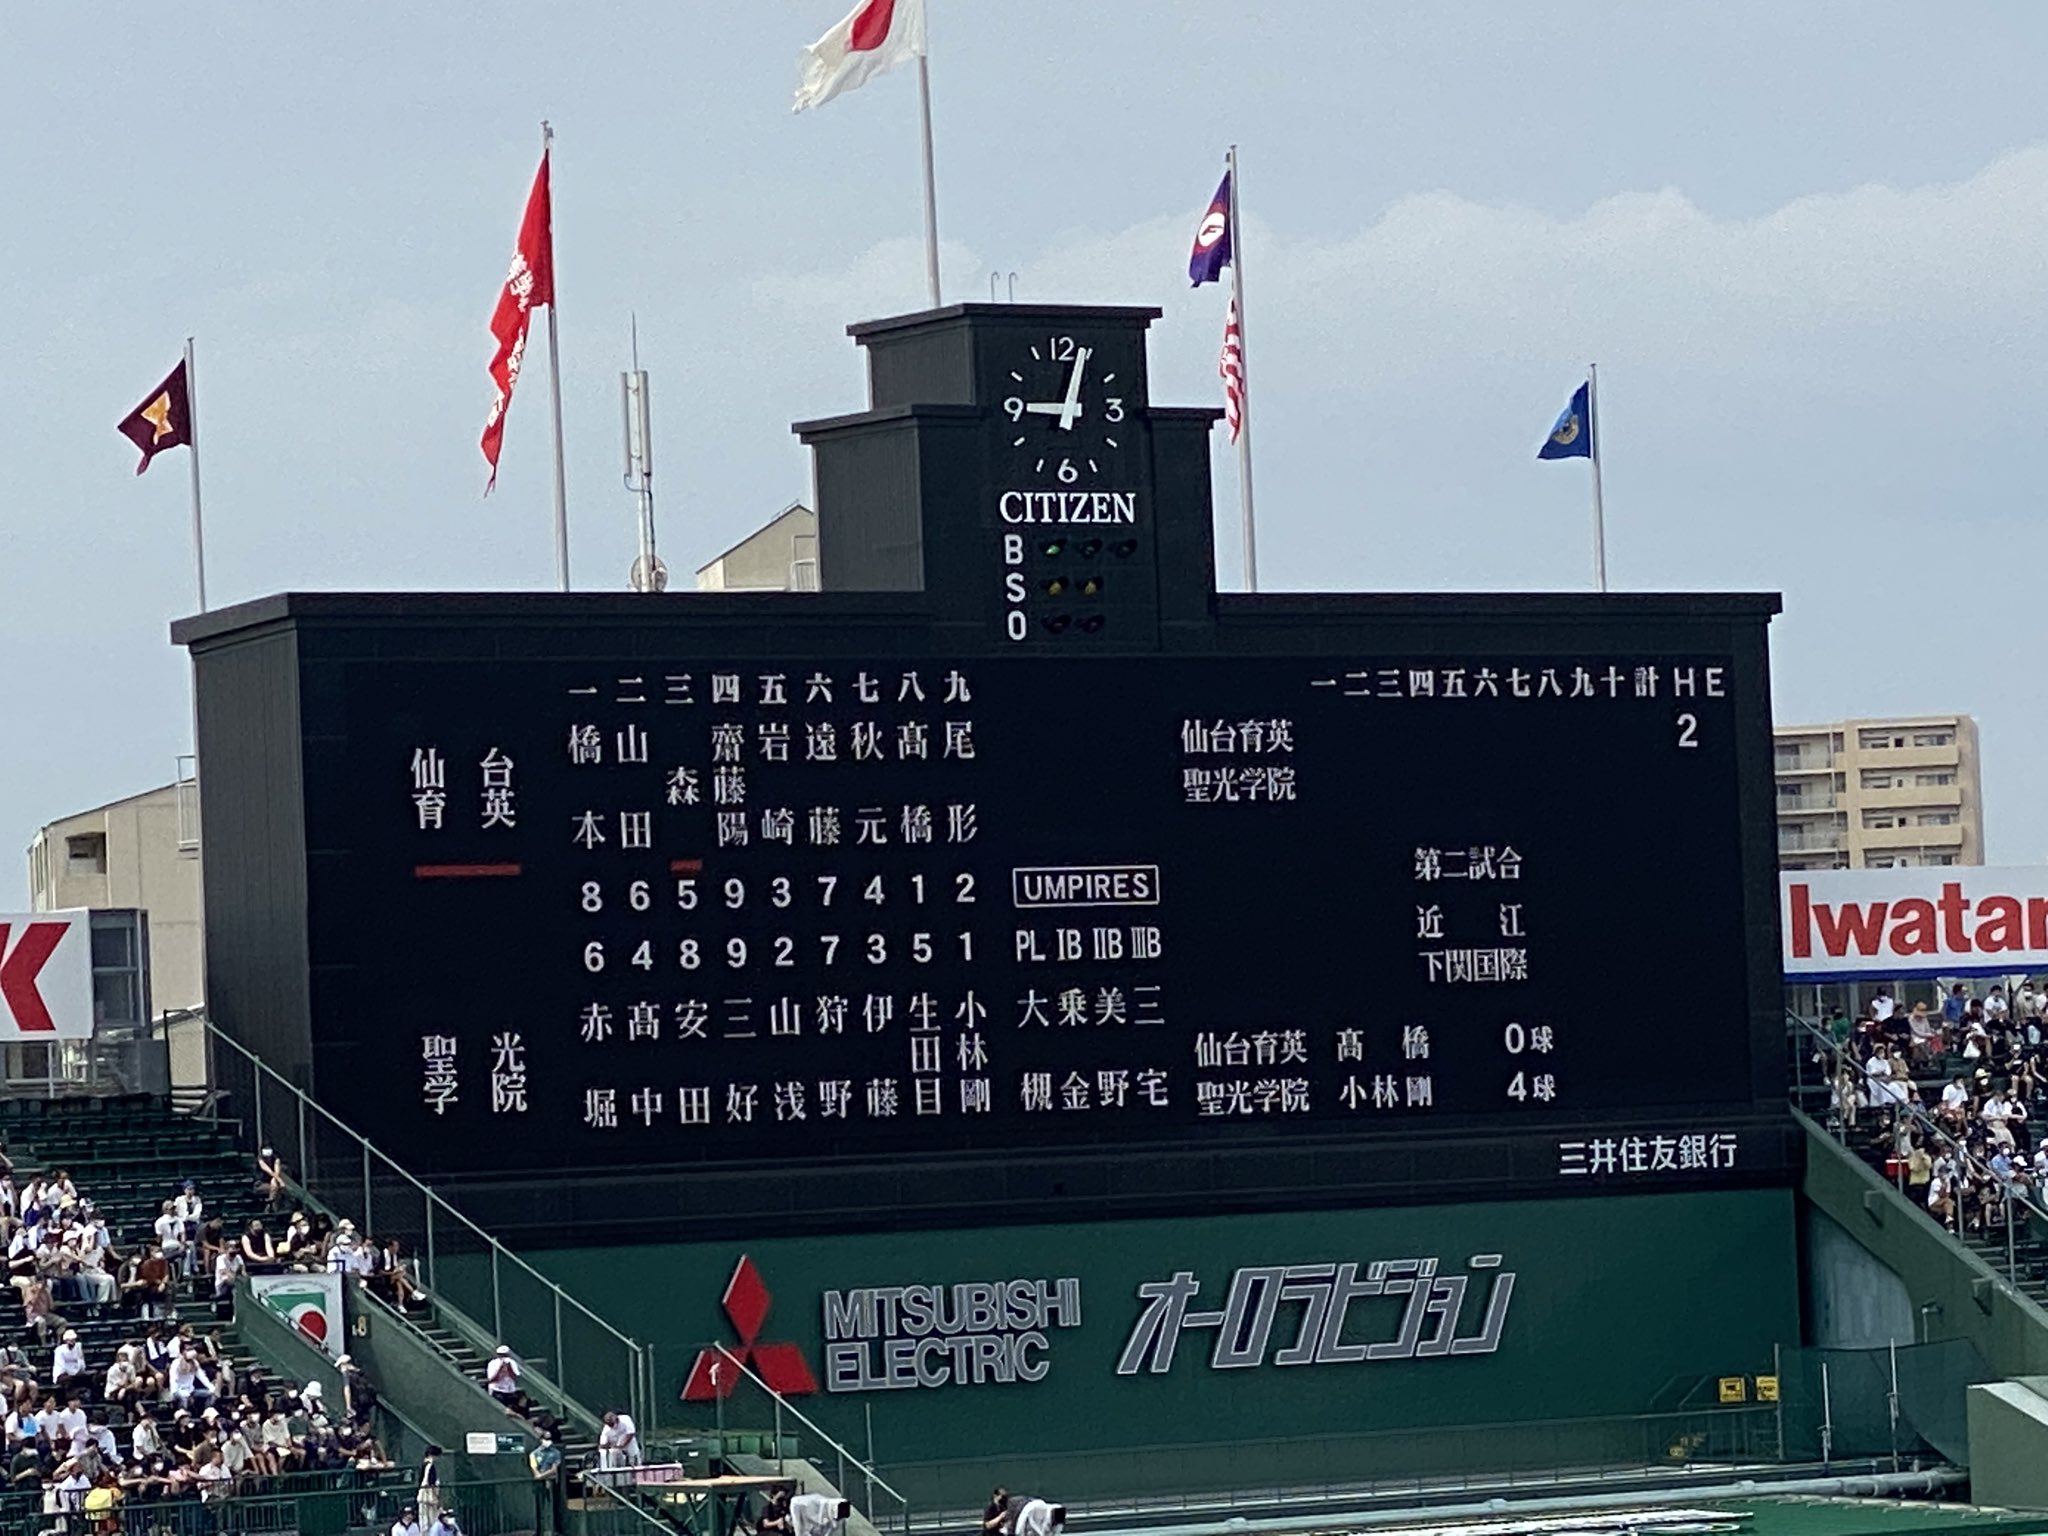 12
9 3
6
CITIZEN
B
S
O
一 二 三 四 五 六 七 八 九
仙台育英
橋本 山田 森 齋藤陽 岩崎 遠藤 秋元 髙橋 尾形
8 6 5 9 3 7 4 1 2
6 4 8 9 2 7 3 5 1
聖光学院
赤堀 髙中 安田 三好 山浅 狩野 伊藤 生田目 小林剛
UMPIRES
PL IB IIB IIIB
大槻 乗金 美野 三宅
一二三四五六七八九十計 H E
仙台育英 2
聖光学院
第二試合
近江
下関国際
仙台育英 髙橋 0球
聖光学院 小林剛 4球
三井住友銀行
MITSUBISHI
ELECTRIC
オーロラビジョン
K
Iwatan